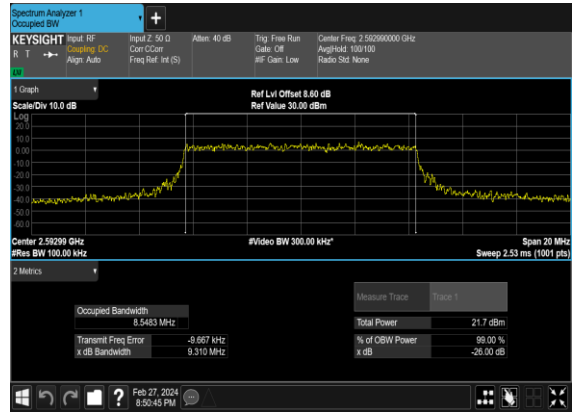 Spectrum Analyzer 1
Occupied BW
+
KEYSIGHT Input: RF Input Z: 50 Ω Atten: 40 dB Trig: Free Run Center Freq: 2.592990000 GHz
R T Coupling: DC Corr CCorr Gate: Off Avg|Hold: 100/100
Align: Auto Freq Ref: Int (S) #IF Gain: Low Radio Std: None
LW
1 Graph
Ref Lvl Offset 8.60 dB
Scale/Div 10.0 dB Ref Value 30.00 dBm
Log
20.0
10.0
0.00
-10.0
-20.0
-30.0
-40.0
-50.0
-60.0
Center 2.59299 GHz #Video BW 300.00 kHz* Span 20 MHz
#Res BW 100.00 kHz Sweep 2.53 ms (1001 pts)
2 Metrics
Measure Trace Trace 1
Occupied Bandwidth
8.5483 MHz Total Power 21.7 dBm
Transmit Freq Error -9.667 kHz % of OBW Power 99.00 %
x dB Bandwidth 9.310 MHz x dB -26.00 dB
? Feb 27, 2024
8:50:45 PM